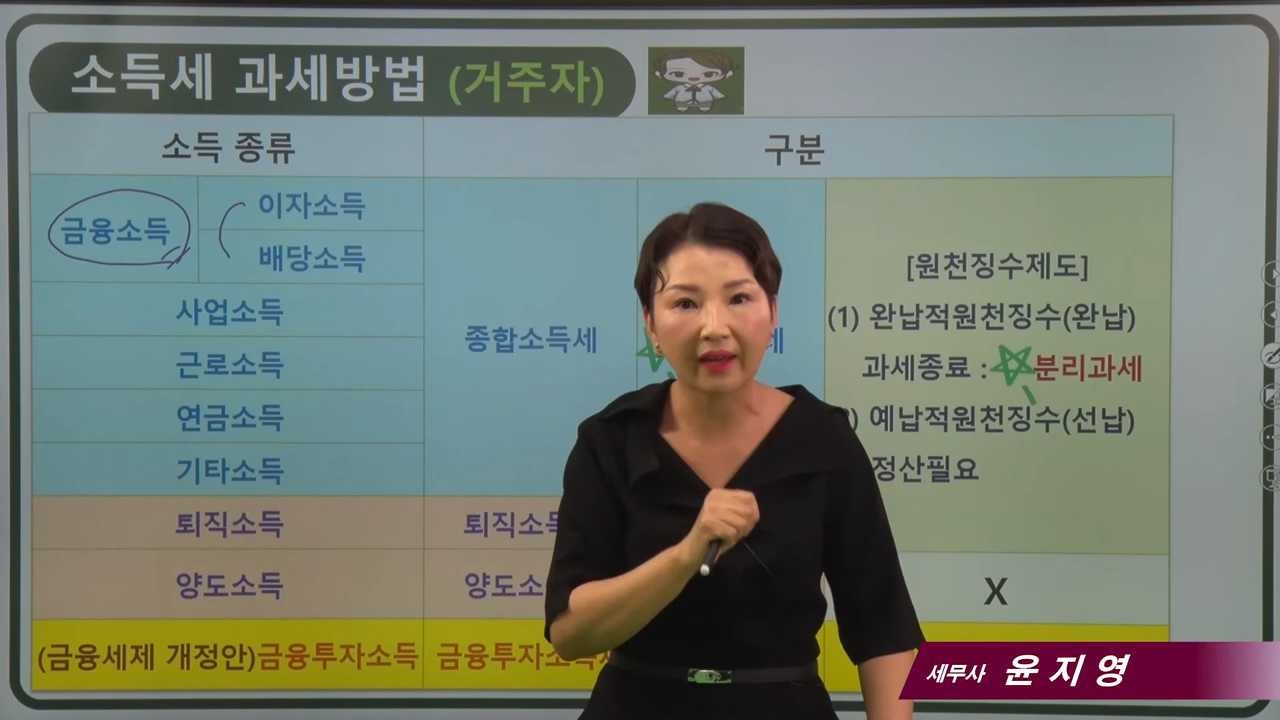 소득세 과세방법 (거주자)
소득 종류
구분
금융소득
이자소득
배당소득
사업소득
근로소득
연금소득
기타소득
종합소득세
[원천징수제도]
(1) 완납적원천징수(완납)
과세종료 : 분리과세
예납적원천징수(선납)
정산필요
퇴직소득
양도소득
X
(금융세제 개정안)금융투자소득
세무사 윤지영